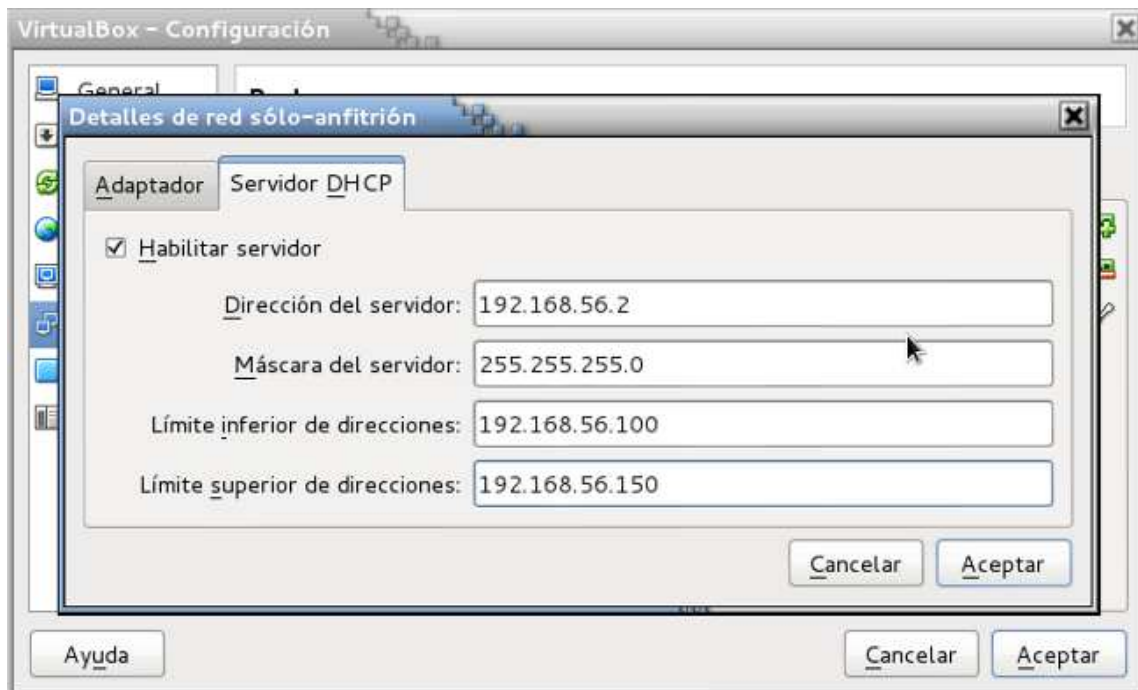 VirtualBox - Configuración
General
Detalles de red sólo-anfitrión
Adaptador
Servidor DHCP
Habilitar servidor
Dirección del servidor: 192.168.56.2
Máscara del servidor: 255.255.255.0
Límite inferior de direcciones: 192.168.56.100
Límite superior de direcciones: 192.168.56.150
Cancelar
Aceptar
Ayuda
Cancelar
Aceptar